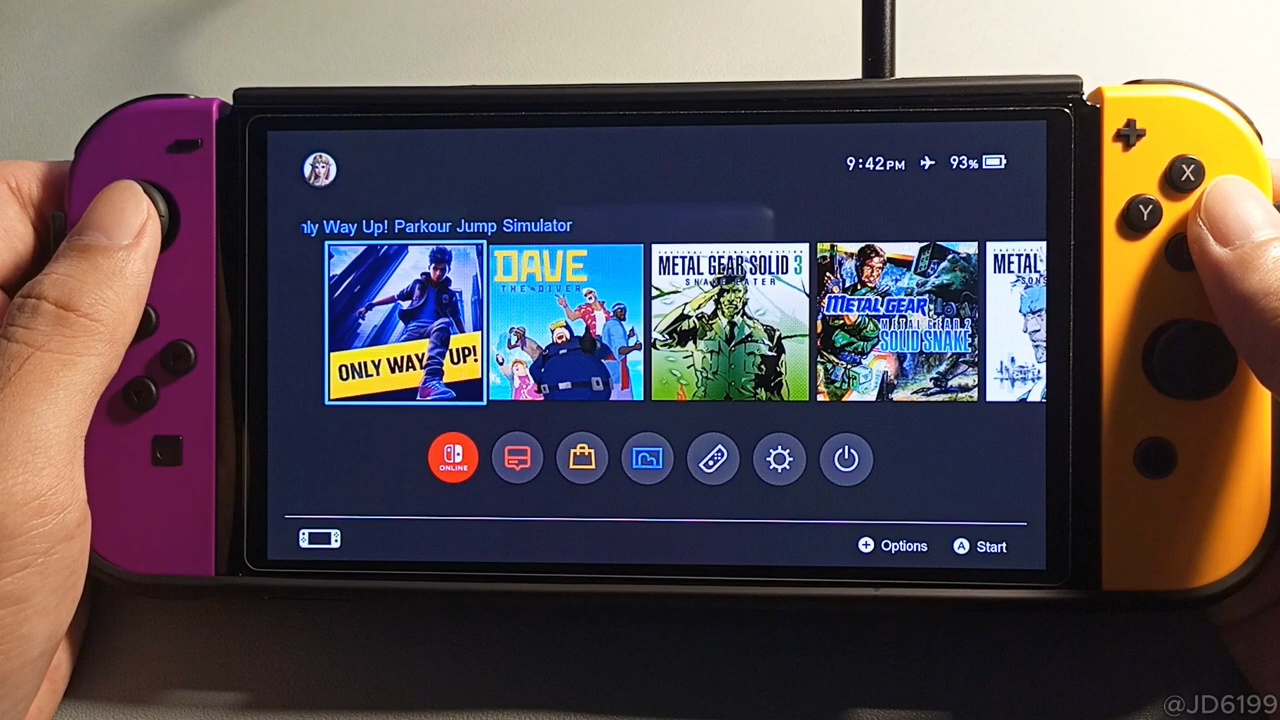 9:42PM 93%
nly Way Up! Parkour Jump Simulator
ONLY WAY UP!
DAVE
THE DIVER
METAL GEAR SOLID 3
SNAKE EATER
METAL GEAR
METAL GEAR 2
SOLID SNAKE
METAL
SONS
ONLINE
Options
A Start
X
Y
@JD6199